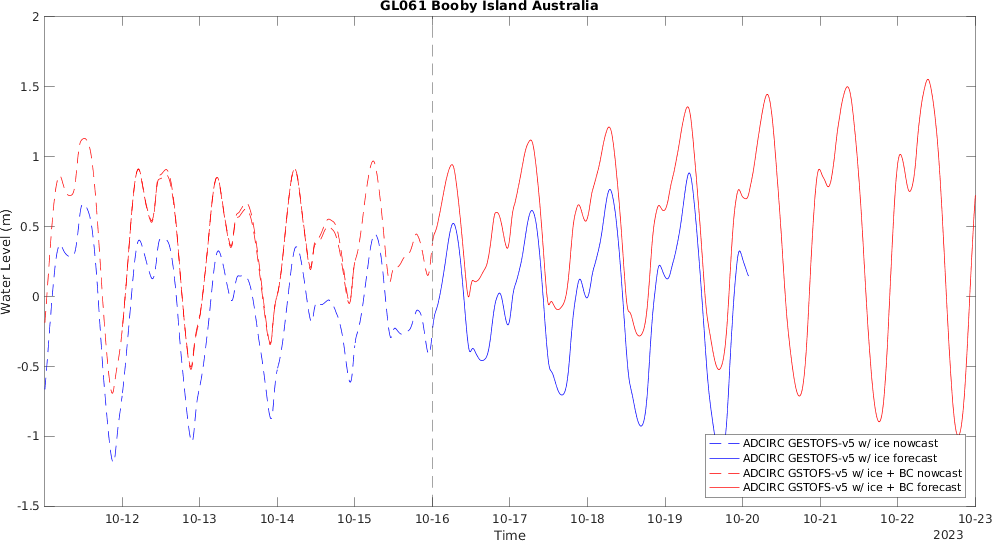 GL061 Booby Island Australia
2
1.5
1
0.5
0
-0.5
-1
-1.5
Water Level (m)
ADCIRC GESTOFS-v5 w/ ice nowcast
ADCIRC GESTOFS-v5 w/ ice forecast
ADCIRC GSTOFS-v5 w/ ice + BC nowcast
ADCIRC GSTOFS-v5 w/ ice + BC forecast
10-12 10-13 10-14 10-15 10-16 10-17 10-18 10-19 10-20 10-21 10-22 10-23
Time
2023